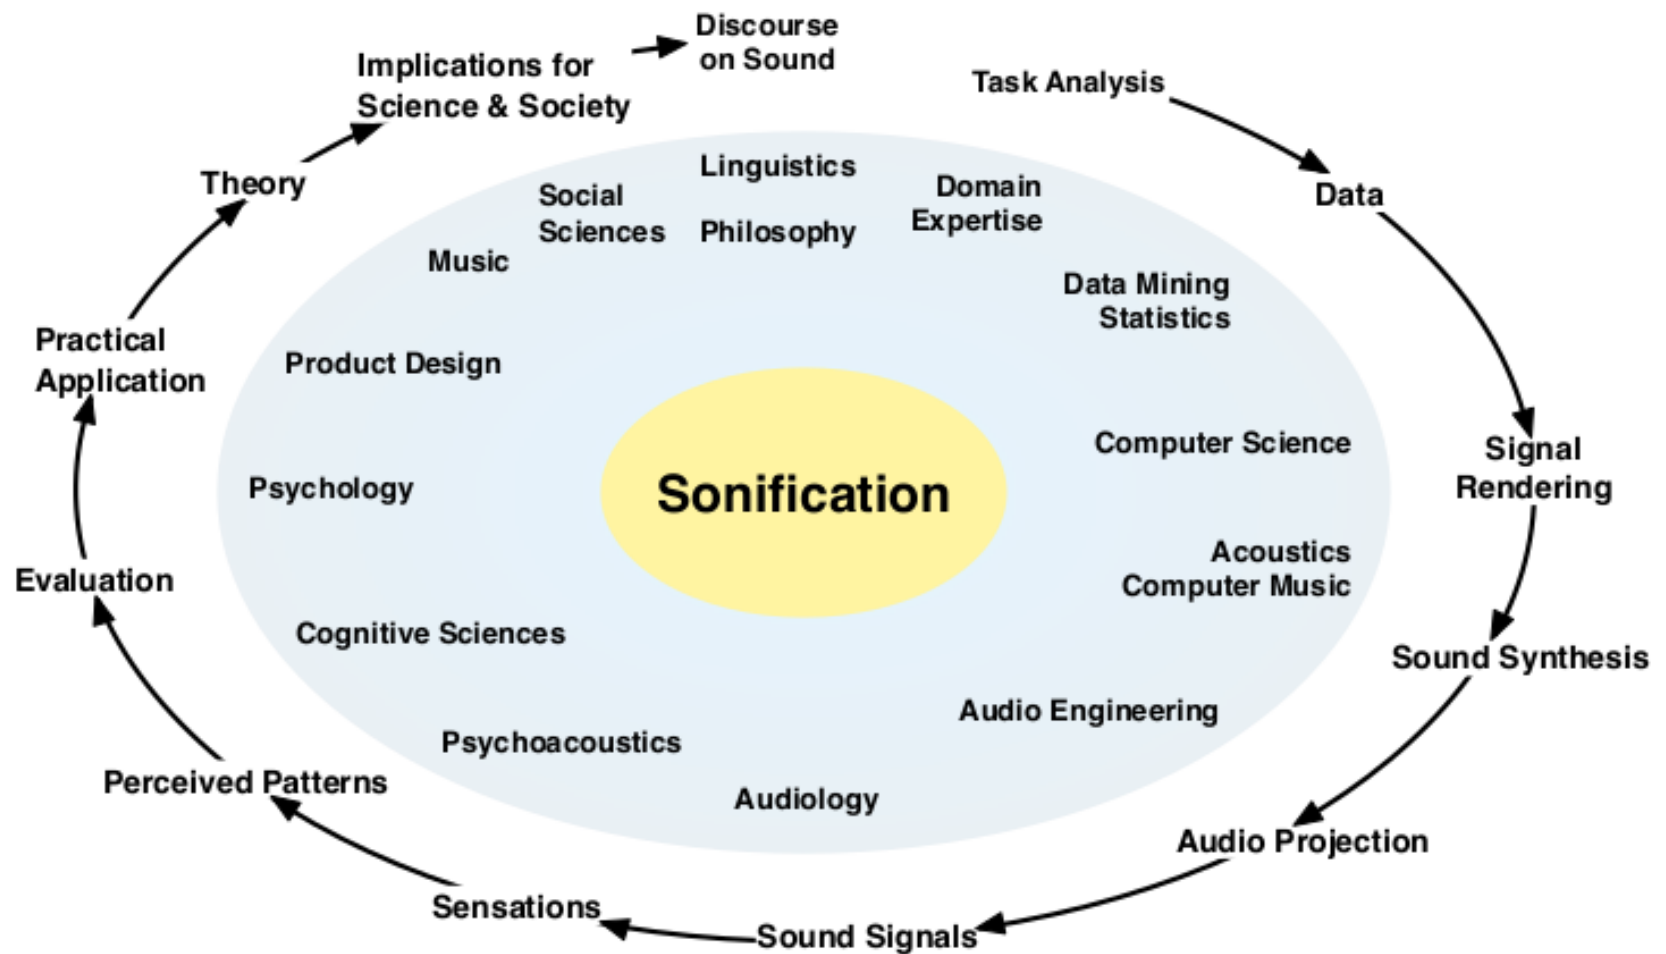 Discourse
on Sound
Implications for
Science & Society
Task Analysis
Theory
Data
Linguistics
Social
Sciences
Philosophy
Domain
Expertise
Music
Data Mining
Statistics
Practical
Application
Product Design
Computer Science
Signal
Rendering
Psychology
Sonification
Acoustics
Computer Music
Evaluation
Cognitive Sciences
Sound Synthesis
Audio Engineering
Psychoacoustics
Perceived Patterns
Audiology
Audio Projection
Sensations
Sound Signals